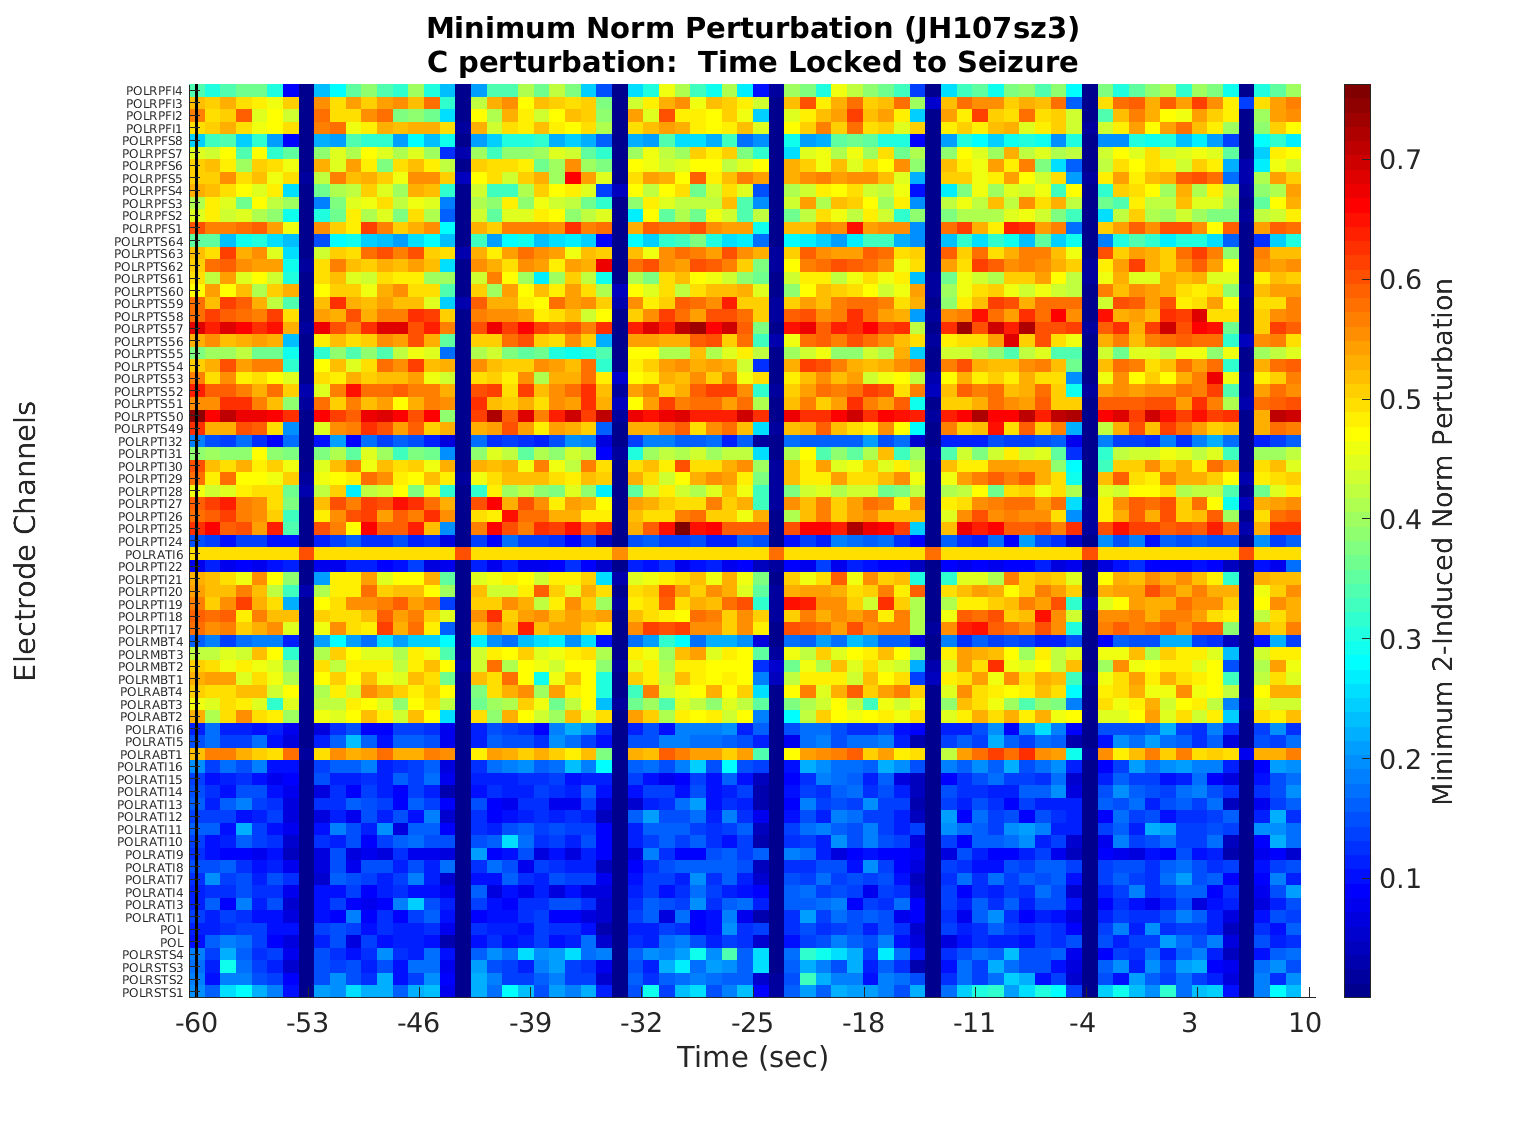 Minimum Norm Perturbation (JH107sz3)
C perturbation:  Time Locked to Seizure
Electrode Channels
POLRPFI4
POLRPFI3
POLRPFI2
POLRPFI1
POLRPFS8
POLRPFS7
POLRPFS6
POLRPFS5
POLRPFS4
POLRPFS3
POLRPFS2
POLRPFS1
POLRPTS64
POLRPTS63
POLRPTS62
POLRPTS61
POLRPTS60
POLRPTS59
POLRPTS58
POLRPTS57
POLRPTS56
POLRPTS55
POLRPTS54
POLRPTS53
POLRPTS52
POLRPTS51
POLRPTS50
POLRPTS49
POLRPTI32
POLRPTI31
POLRPTI30
POLRPTI29
POLRPTI28
POLRPTI27
POLRPTI26
POLRPTI25
POLRPTI24
POLRATI6
POLRPTI22
POLRPTI21
POLRPTI20
POLRPTI19
POLRPTI18
POLRPTI17
POLRMBT4
POLRMBT3
POLRMBT2
POLRMBT1
POLRABT4
POLRABT3
POLRABT2
POLRATI6
POLRATI5
POLRABT1
POLRATI16
POLRATI15
POLRATI14
POLRATI13
POLRATI12
POLRATI11
POLRATI10
POLRATI9
POLRATI8
POLRATI7
POLRATI4
POLRATI3
POLRATI1
POL
POL
POLRSTS4
POLRSTS3
POLRSTS2
POLRSTS1
-60 -53 -46 -39 -32 -25 -18 -11 -4 3 10
Time (sec)
0.7
0.6
0.5
0.4
0.3
0.2
0.1
Minimum 2-Induced Norm Perturbation